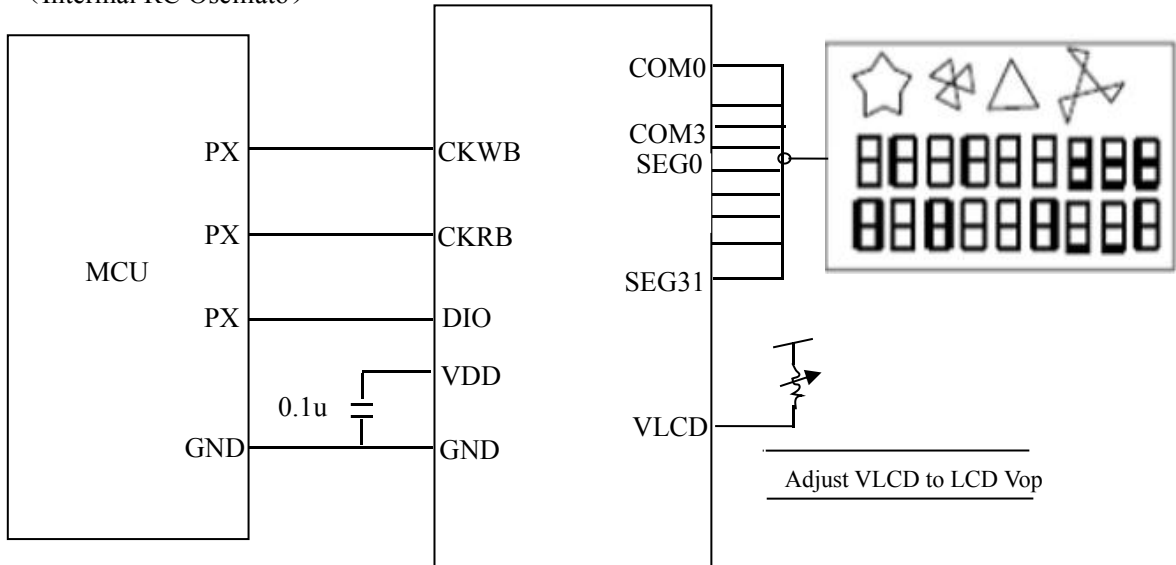 (Internal RC Oscillato)
COM0
COM3
PX
CKWB
SEG0
PX
CKRB
MCU
SEG31
PX
DIO
VDD
0.1u
VLCD
GND
GND
Adjust VLCD to LCD Vop